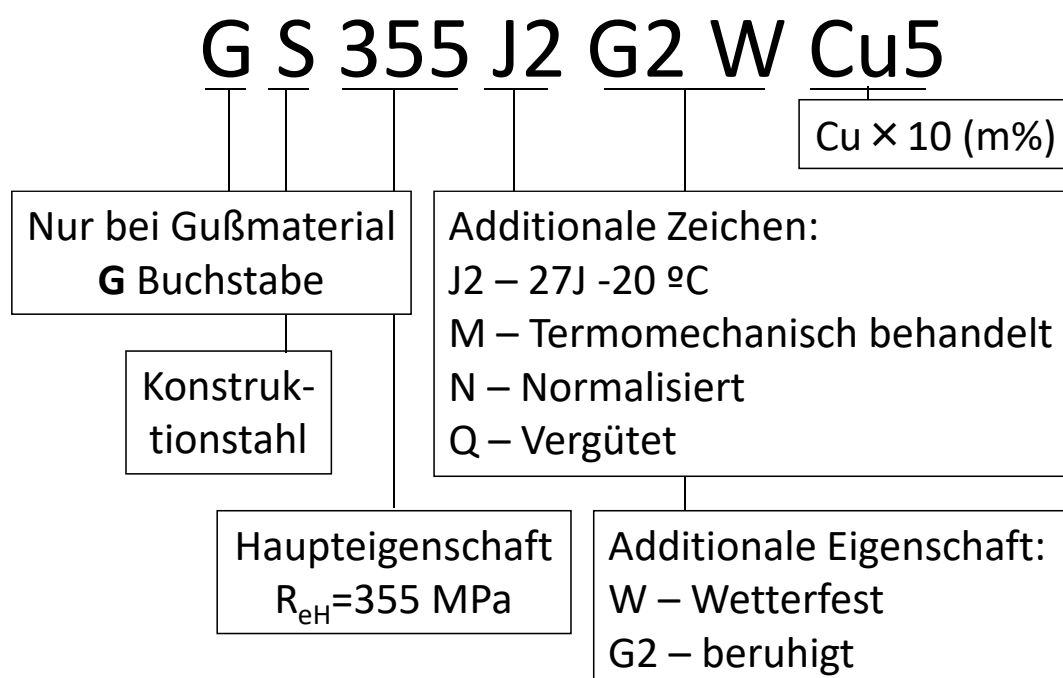 G S 355 J2 G2 W Cu5
Cu × 10 (m%)
Nur bei Gußmaterial
G Buchstabe
Additionale Zeichen:
J2 – 27J -20 ºC
M – Termomechanisch behandelt
N – Normalisiert
Q – Vergütet
Konstruk-
tionstahl
Haupteigenschaft
ReH=355 MPa
Additionale Eigenschaft:
W – Wetterfest
G2 – beruhigt